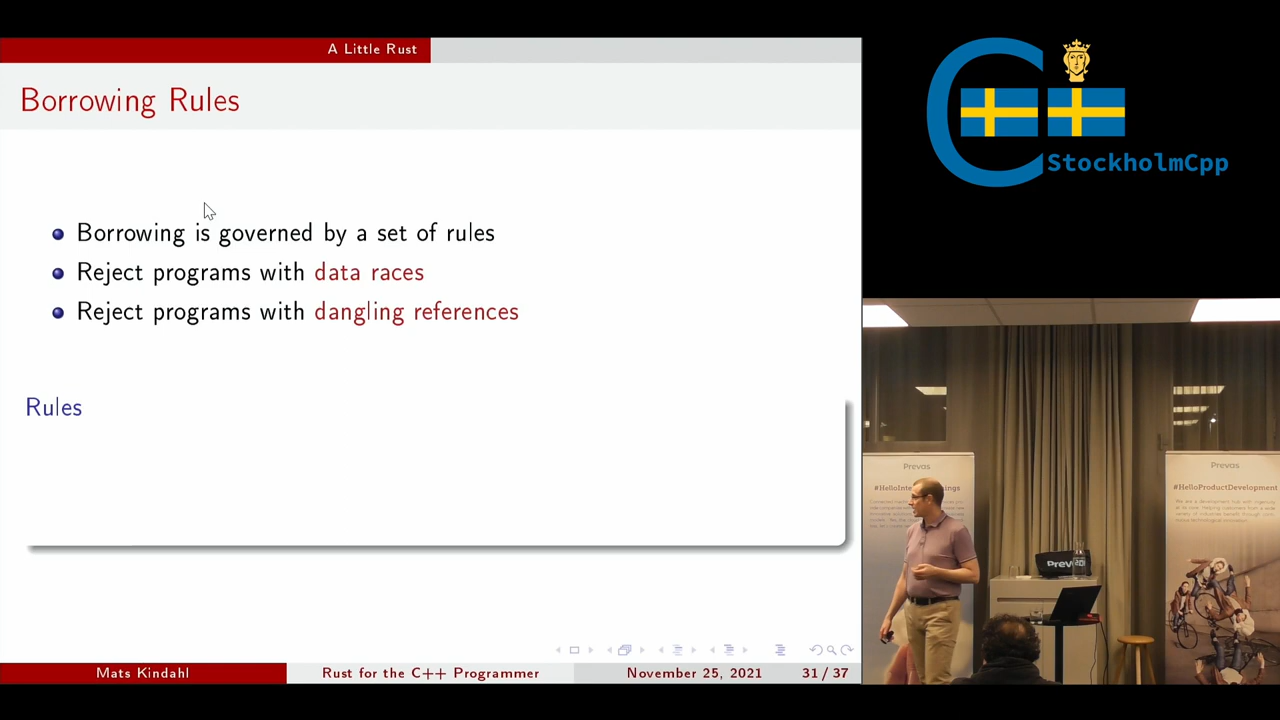 A Little Rust
Borrowing Rules
Borrowing is governed by a set of rules
Reject programs with data races
Reject programs with dangling references
Rules
Mats Kindahl
Rust for the C++ Programmer
November 25, 2021
31 / 37
StockholmCpp
Prevas
Prevas
#HelloProductDevelopment